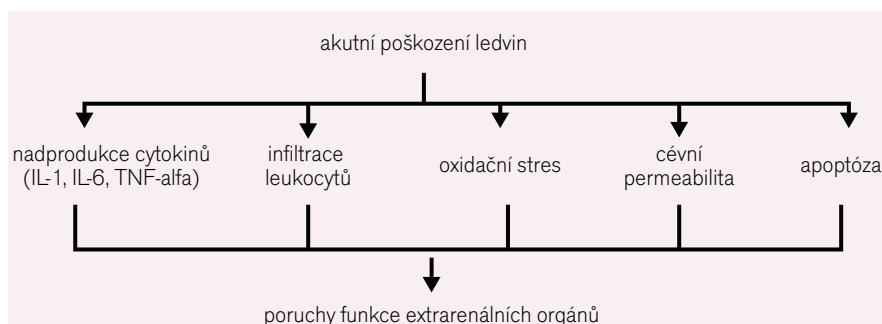 akutní poškození ledvin
nadprodukce cytokinů
(IL-1, IL-6, TNF-alfa)
infiltrace
leukocytů
oxidační stres
cévní
permeabilita
apoptóza
poruchy funkce extrarenálních orgánů